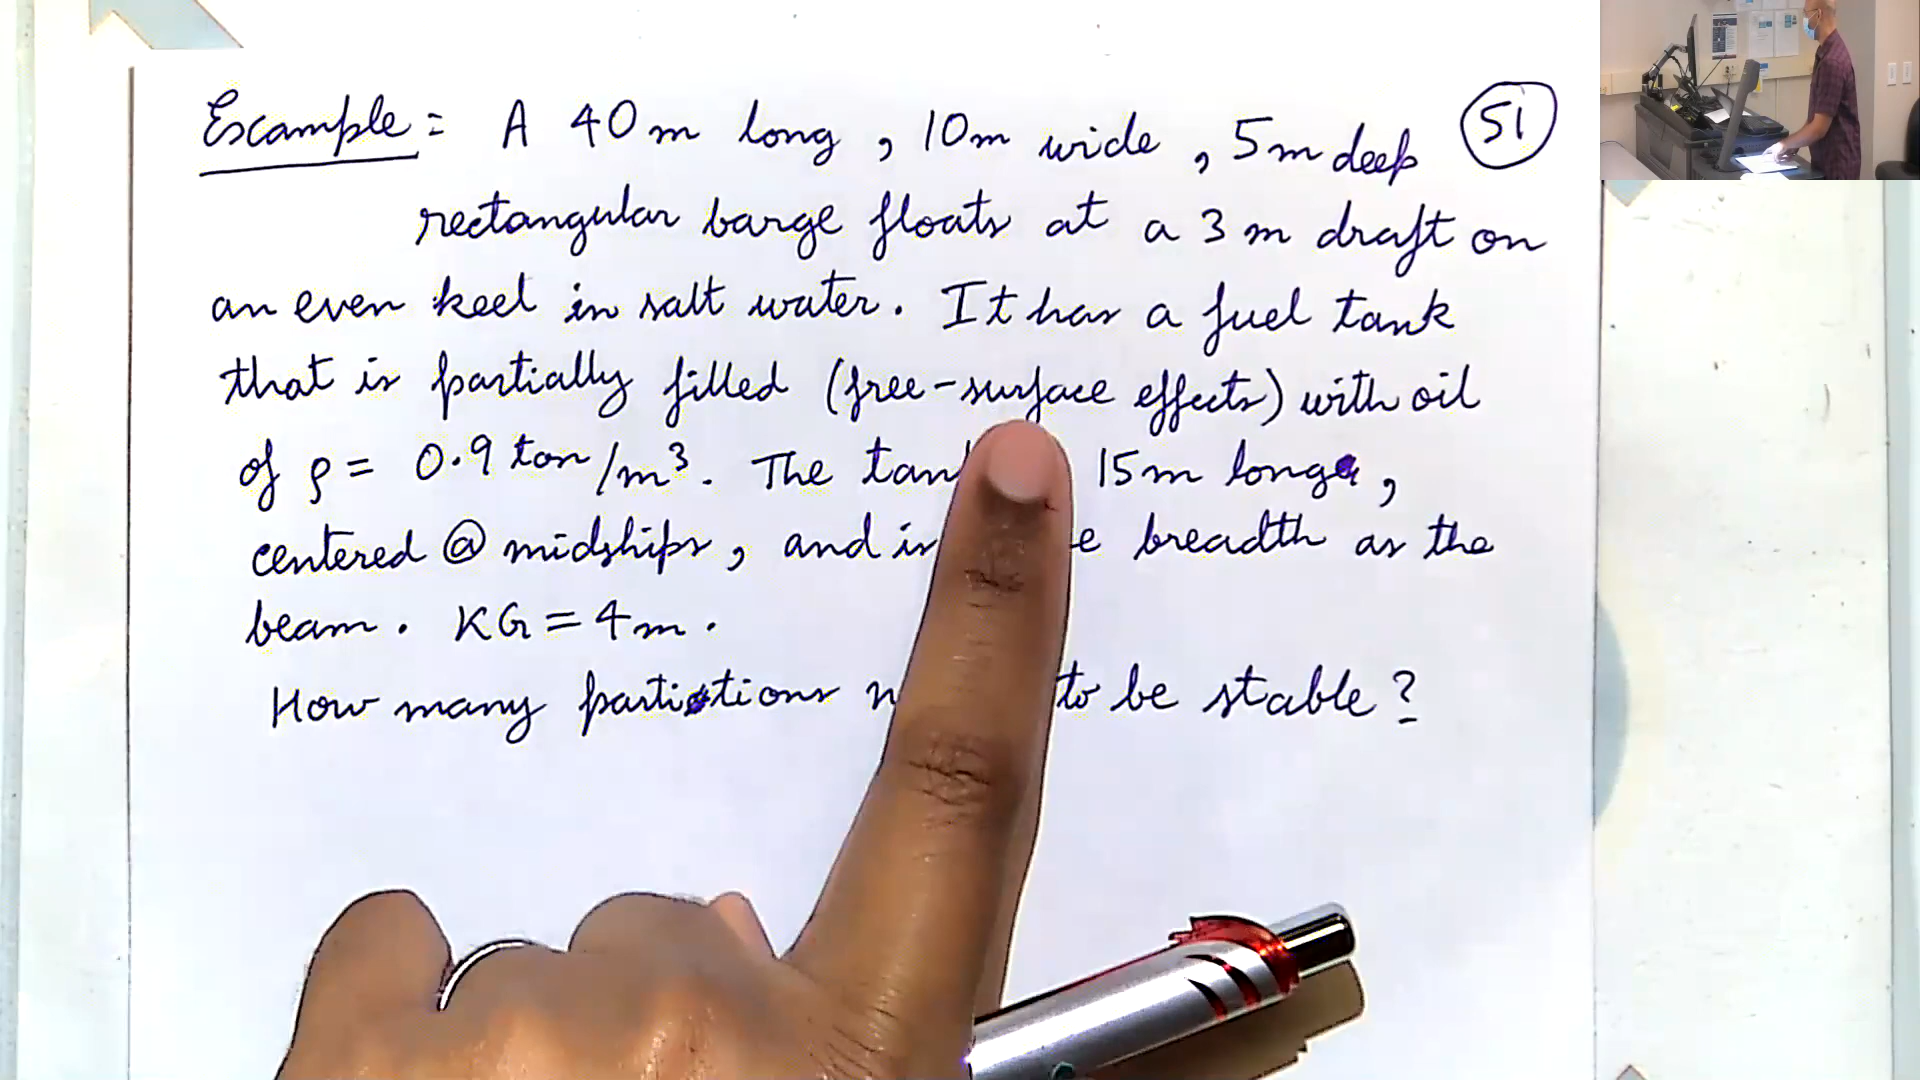 Example: A 40m long, 10m wide, 5m deep 51
rectangular barge floats at a 3m draft on
an even keel in salt water. It has a fuel tank
that is partially filled (free-surface effects) with oil
of ρ = 0.9 ton/m³. The tan 15m long,
centered @ midships, and is e breadth as the
beam. KG = 4m.
How many partitions n to be stable?